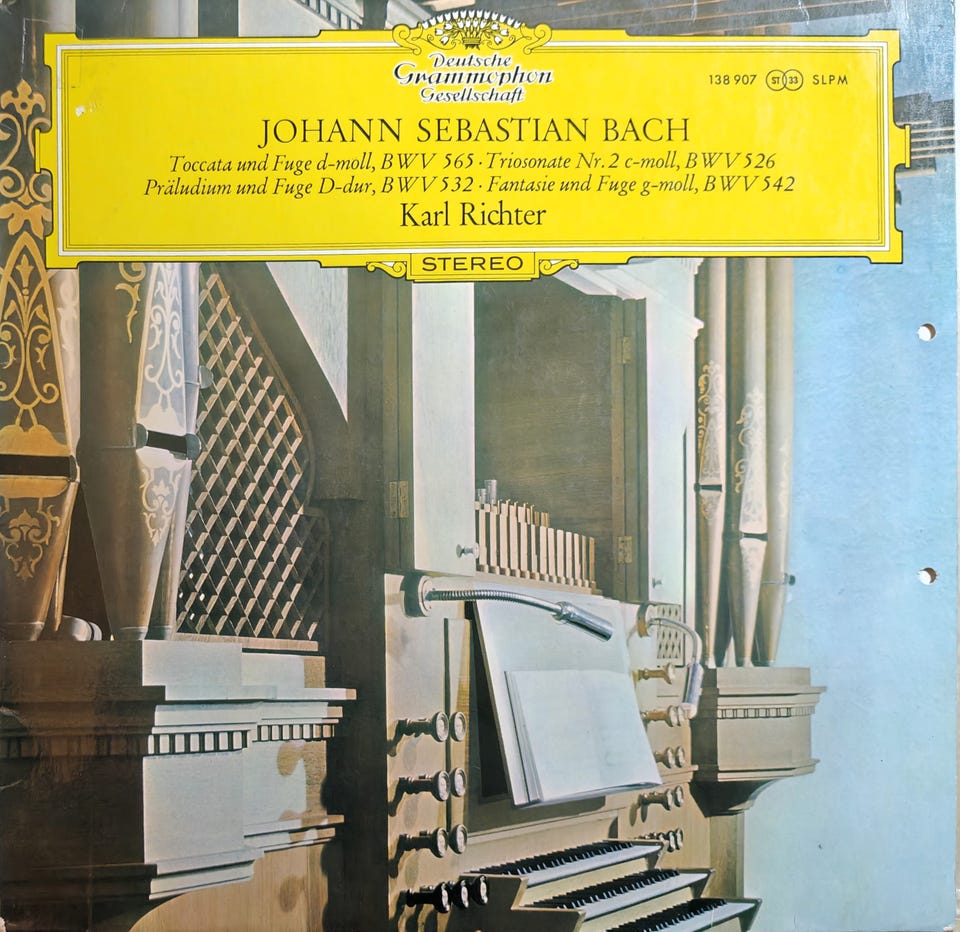 Deutsche
Grammophon
Gesellschaft
138 907 ST 33 SLPM
JOHANN SEBASTIAN BACH
Toccata und Fuge d-moll, BWV 565 · Triosonate Nr. 2 c-moll, BWV 526
Präludium und Fuge D-dur, BWV 532 · Fantasie und Fuge g-moll, BWV 542
Karl Richter
STEREO